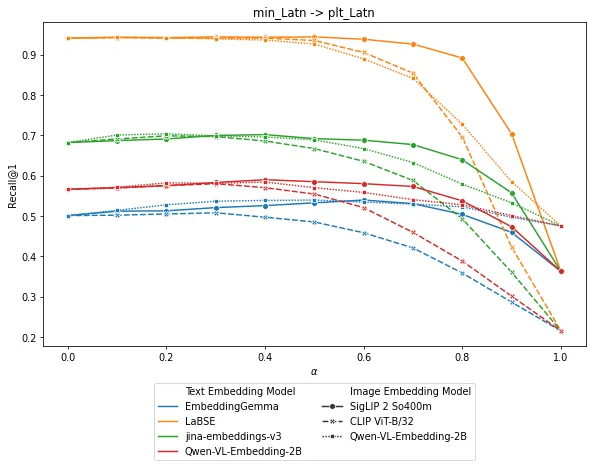 min_Latn -> plt_Latn
Recall@1
0.9
0.8
0.7
0.6
0.5
0.4
0.3
0.2
0.0
0.2
0.4
0.6
0.8
1.0
α
Text Embedding Model
EmbeddingGemma
LaBSE
jina-embeddings-v3
Qwen-VL-Embedding-2B
Image Embedding Model
SigLIP 2 So400m
CLIP ViT-B/32
Qwen-VL-Embedding-2B